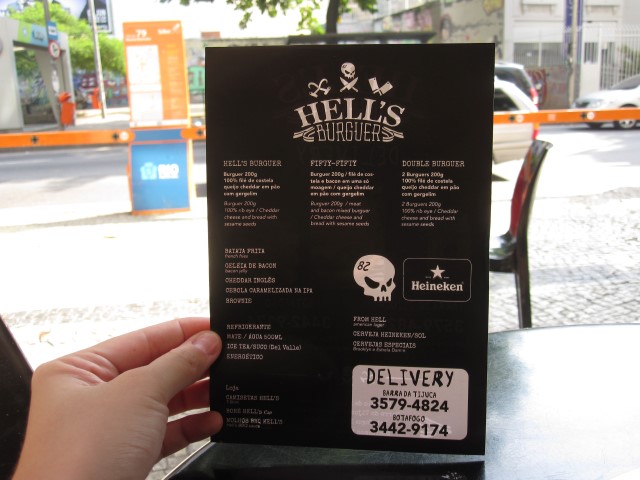 79
HELL'S
BURGUER
HELL'S BURGUER
Burguer 200g
100% filé de costela
queijo cheddar em pão
com gergelim
Burguer 200g
100% rib eye / Cheddar
cheese and bread with
sesame seeds
FIFTY-FIFTY
Burguer 200g / filé de cos-
tela e bacon em uma só
moagem / queijo cheddar
em pão com gergelim
Burguer 200g / meat
and bacon mixed burguer
/ Cheddar cheese and
bread with sesame seeds
DOUBLE BURGUER
2 Burguers 200g
100% filé de costela
queijo cheddar em pão
com gergelim
2 Burguers 200g
100% rib eye / Cheddar
cheese and bread with
sesame seeds
BATATA FRITA
french fries
GELEIA DE BACON
bacon jelly
CHEDDAR INGLÊS
CEBOLA CARAMELIZADA NA IPA
BROWNIE
82
Heineken
REFRIGERANTE
MATE / ÁGUA 500ML
ICE TEA/SUCO (Del Valle)
ENERGÉTICO
FROM HELL
american lager
CERVEJA HEINEKEN/SOL
CERVEJAS ESPECIAIS
Loja
CAMISETAS HELL'S
BONÉ HELL's
MOLHOS BBQ HELL'S
DELIVERY
BARRA DA TIJUCA
3579-4824
BOTAFOGO
3442-9174